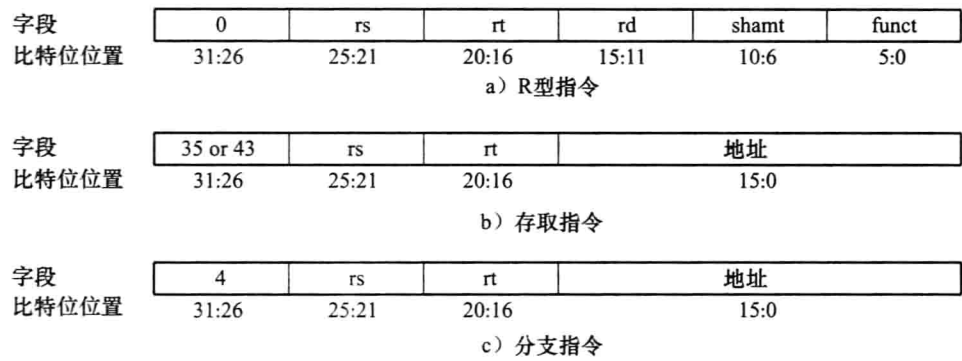 字段 0 rs rt rd shamt funct
比特位位置 31:26 25:21 20:16 15:11 10:6 5:0
a）R型指令
字段 35 or 43 rs rt 地址
比特位位置 31:26 25:21 20:16 15:0
b）存取指令
字段 4 rs rt 地址
比特位位置 31:26 25:21 20:16 15:0
c）分支指令